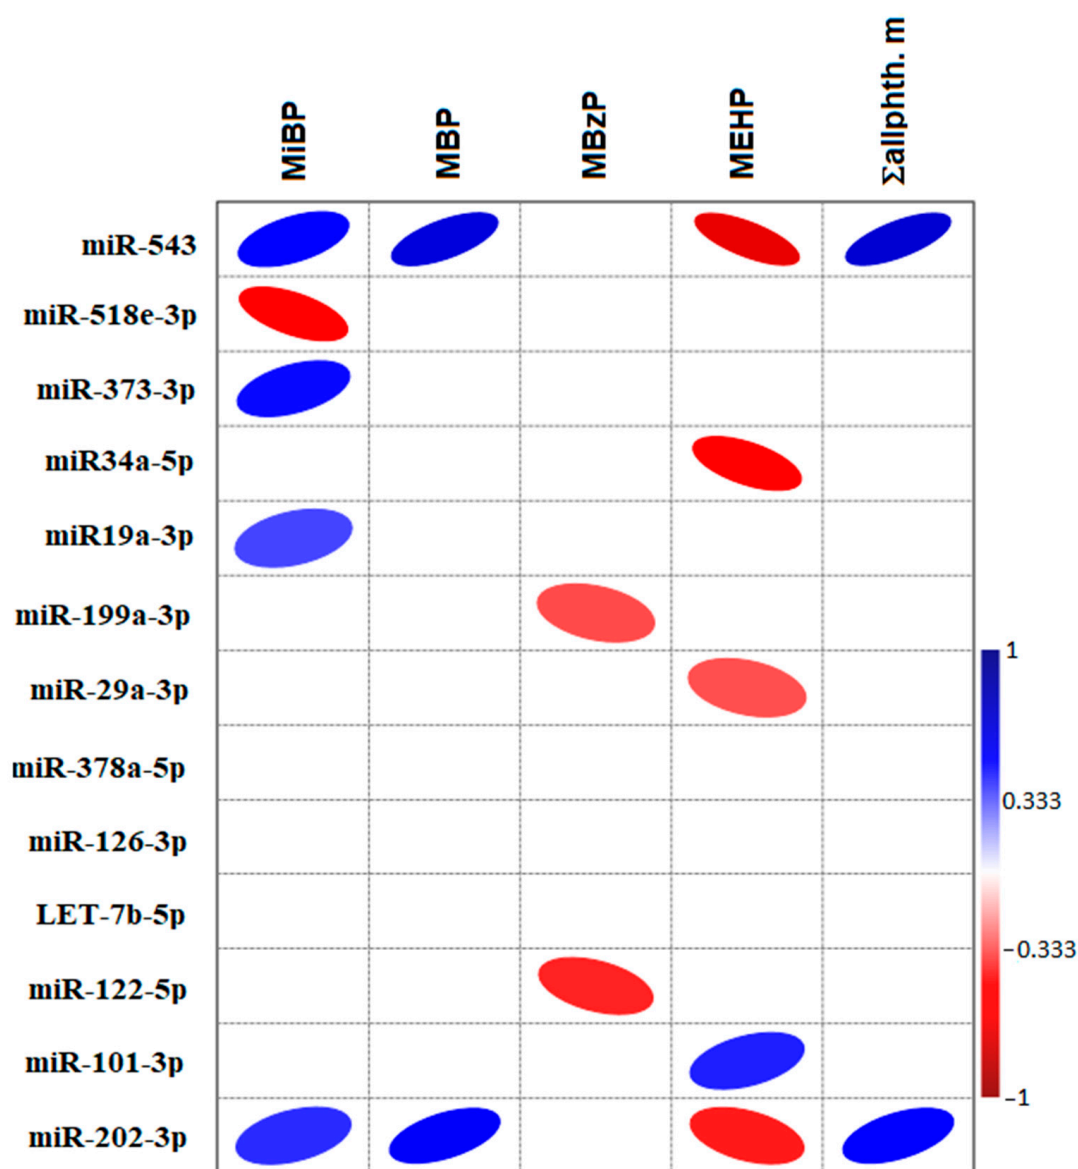 MiBP
MBP
MBzP
MEHP
Σallphth. m
miR-543
miR-518e-3p
miR-373-3p
miR34a-5p
miR19a-3p
miR-199a-3p
miR-29a-3p
miR-378a-5p
miR-126-3p
LET-7b-5p
miR-122-5p
miR-101-3p
miR-202-3p
1
0.333
−0.333
−1